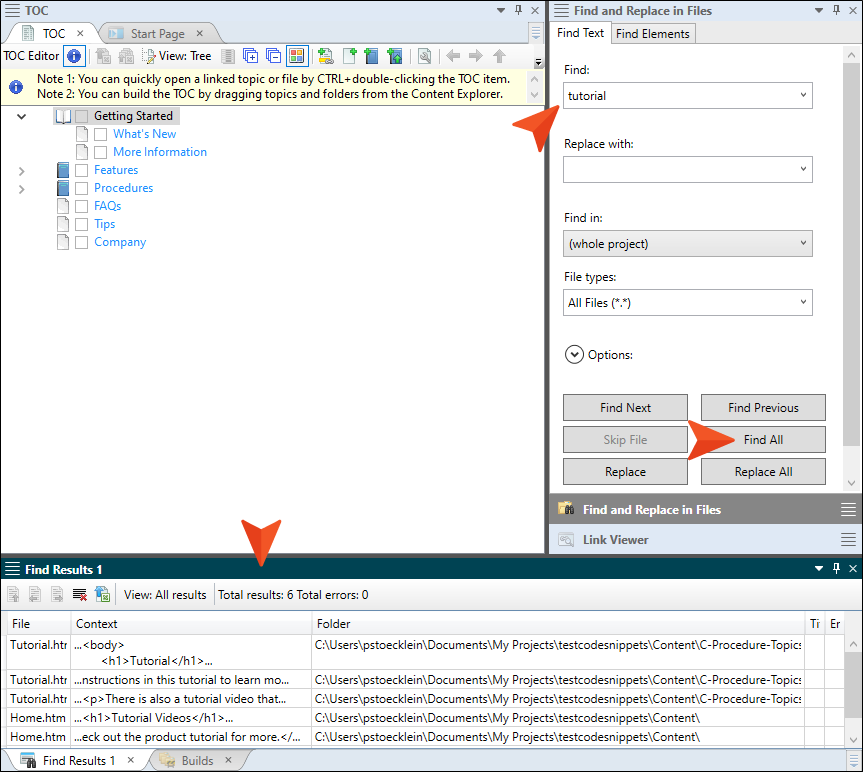 TOC
TOC
Start Page
TOC Editor
View: Tree
Note 1: You can quickly open a linked topic or file by CTRL+double-clicking the TOC item.
Note 2: You can build the TOC by dragging topics and folders from the Content Explorer.
Getting Started
What's New
More Information
Features
Procedures
FAQs
Tips
Company
Find and Replace in Files
Find Text Find Elements
Find:
tutorial
Replace with:
Find in:
(whole project)
File types:
All Files (*.*)
Options:
Find Next Find Previous
Skip File Find All
Replace Replace All
Find and Replace in Files
Link Viewer
Find Results 1
View: All results Total results: 6 Total errors: 0
File Context Folder Ti Er
Tutorial.htr ...<body> C:\Users\pstoecklein\Documents\My Projects\testcodesnippets\Content\C-Procedure-Topics
<h1>Tutorial</h1>...
Tutorial.htr ...nstructions in this tutorial to learn mo... C:\Users\pstoecklein\Documents\My Projects\testcodesnippets\Content\C-Procedure-Topics
Tutorial.htr ...<p>There is also a tutorial video that... C:\Users\pstoecklein\Documents\My Projects\testcodesnippets\Content\C-Procedure-Topics
Home.htm ...<h1>Tutorial Videos</h1>... C:\Users\pstoecklein\Documents\My Projects\testcodesnippets\Content\
Home.htm ...eck out the product tutorial for more.</... C:\Users\pstoecklein\Documents\My Projects\testcodesnippets\Content\
Find Results 1 Builds